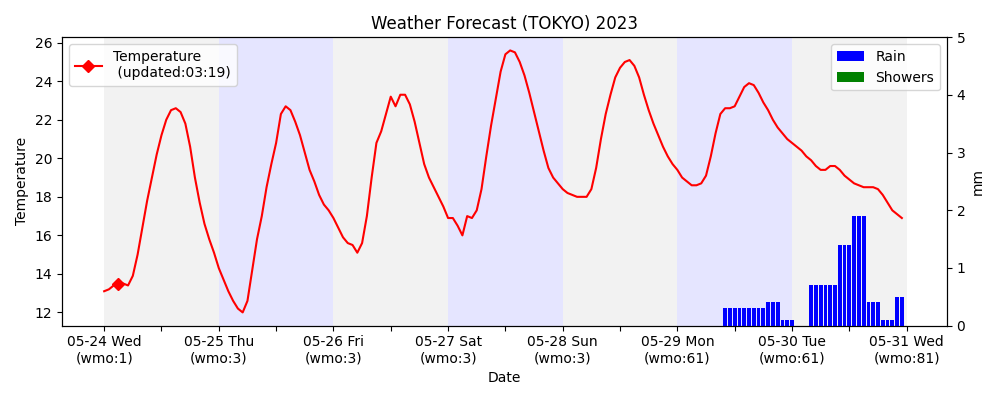 Weather Forecast (TOKYO) 2023
Temperature
(updated:03:19)
Rain
Showers
26
24
22
20
18
16
14
12
Temperature
5
4
3
2
1
0
mm
05-24 Wed 05-25 Thu 05-26 Fri 05-27 Sat 05-28 Sun 05-29 Mon 05-30 Tue 05-31 Wed
(wmo:1) (wmo:3) (wmo:3) (wmo:3) (wmo:3) (wmo:61) (wmo:61) (wmo:81)
Date